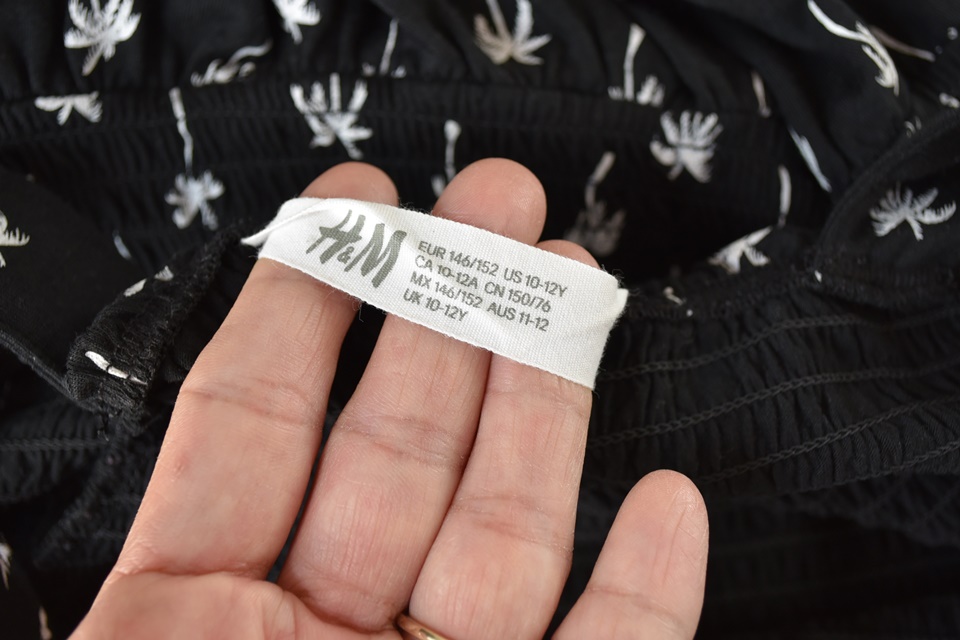 H&M
EUR 146/152 US 10-12Y
CA 10-12A CN 150/76
MX 146/152 AUS 11-12
UK 10-12Y